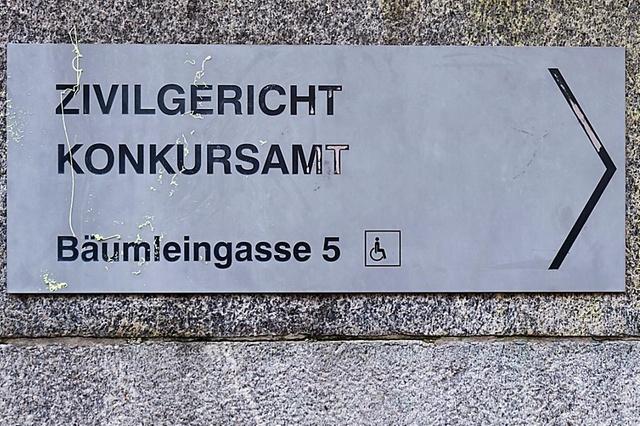 ZIVILGERICHT
KONKURSAMT
Bäumleingasse 5